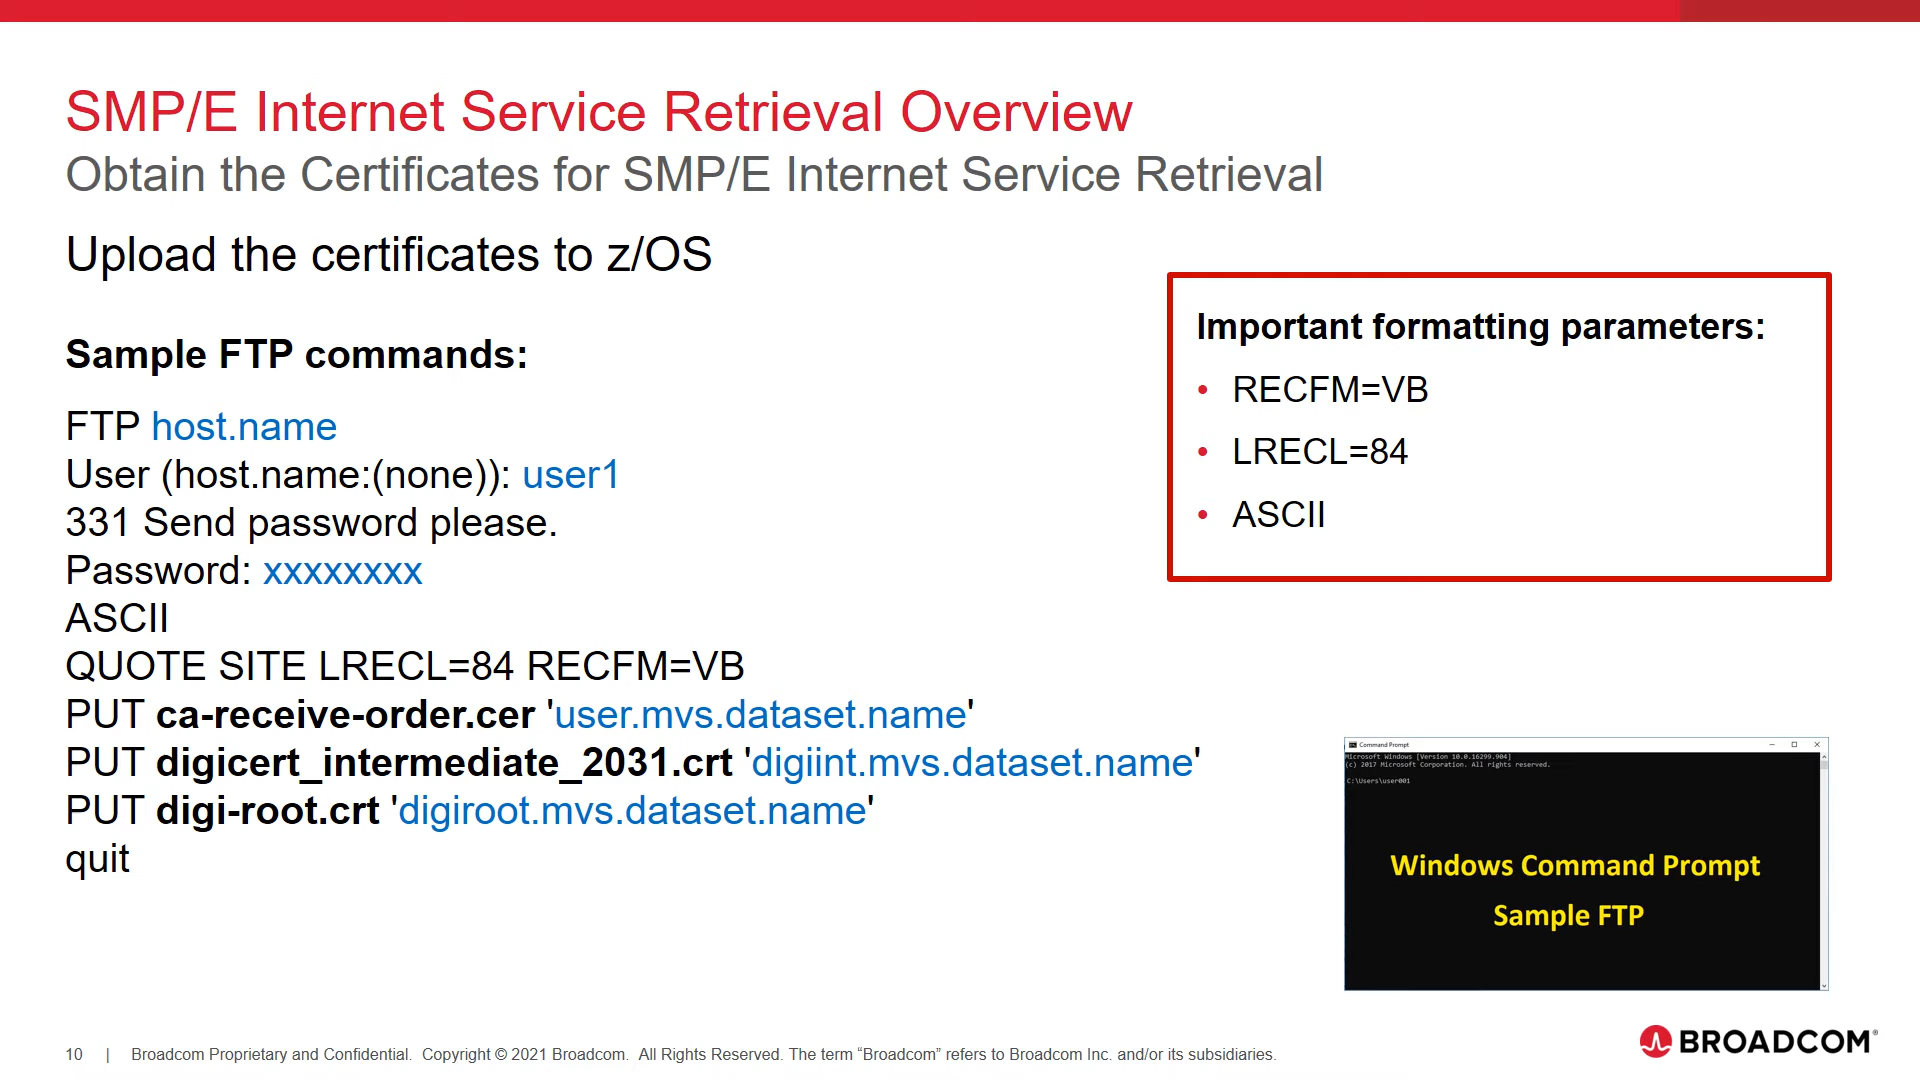 SMP/E Internet Service Retrieval Overview
Obtain the Certificates for SMP/E Internet Service Retrieval
Upload the certificates to z/OS
Sample FTP commands:
FTP host.name
User (host.name:(none)): user1
331 Send password please.
Password: xxxxxxxx
ASCII
QUOTE SITE LRECL=84 RECFM=VB
PUT ca-receive-order.cer 'user.mvs.dataset.name'
PUT digicert_intermediate_2031.crt 'digiint.mvs.dataset.name'
PUT digi-root.crt 'digiroot.mvs.dataset.name'
quit
Important formatting parameters:
• RECFM=VB
• LRECL=84
• ASCII
Command Prompt
Microsoft Windows [Version 10.0.16299.904]
(c) 2017 Microsoft Corporation. All rights reserved.
C:\Users\user001
Windows Command Prompt
Sample FTP
10 | Broadcom Proprietary and Confidential. Copyright © 2021 Broadcom. All Rights Reserved. The term “Broadcom” refers to Broadcom Inc. and/or its subsidiaries.
BROADCOM®